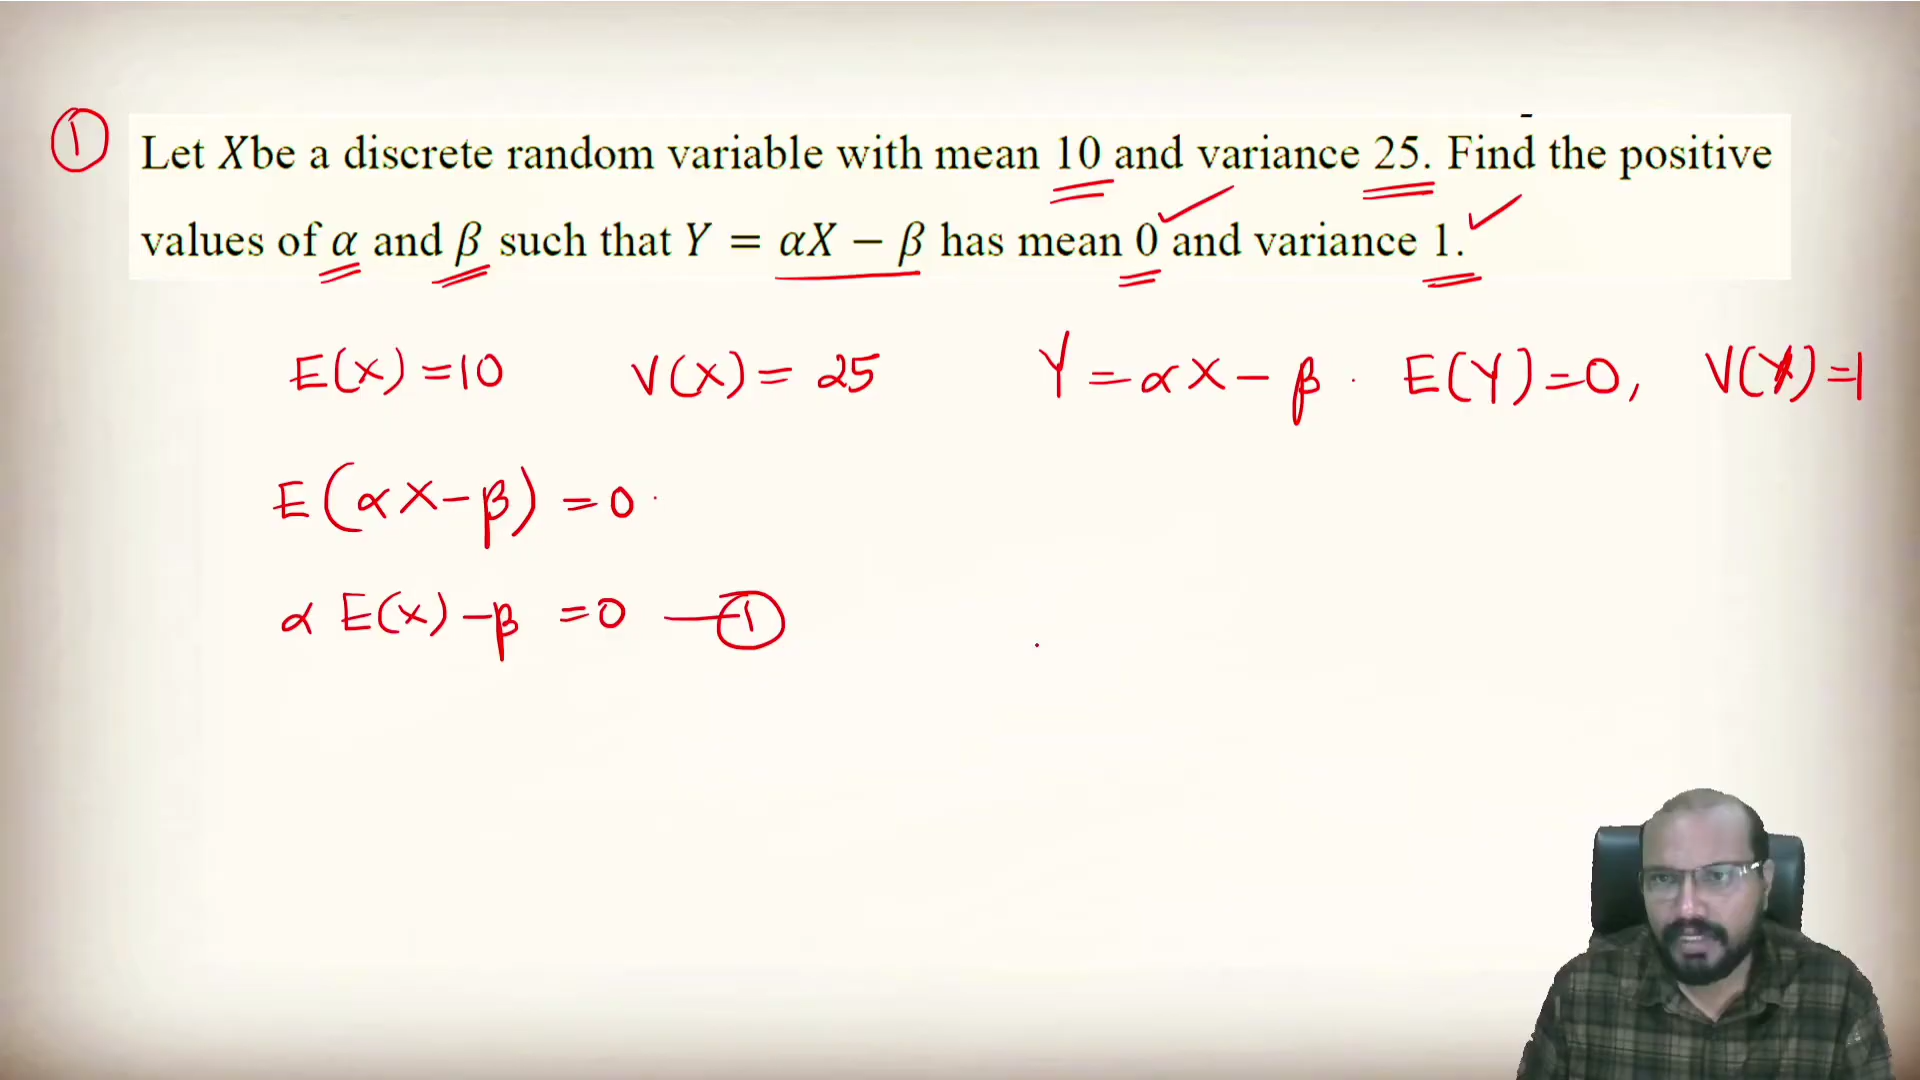 ① Let X be a discrete random variable with mean 10 and variance 25. Find the positive
values of α and β such that Y = αX − β has mean 0 and variance 1.
E(X) = 10   V(X) = 25   Y = αX − β . E(Y) = 0, V(Y) = 1
E(αX − β) = 0
α E(X) − β = 0 — ①